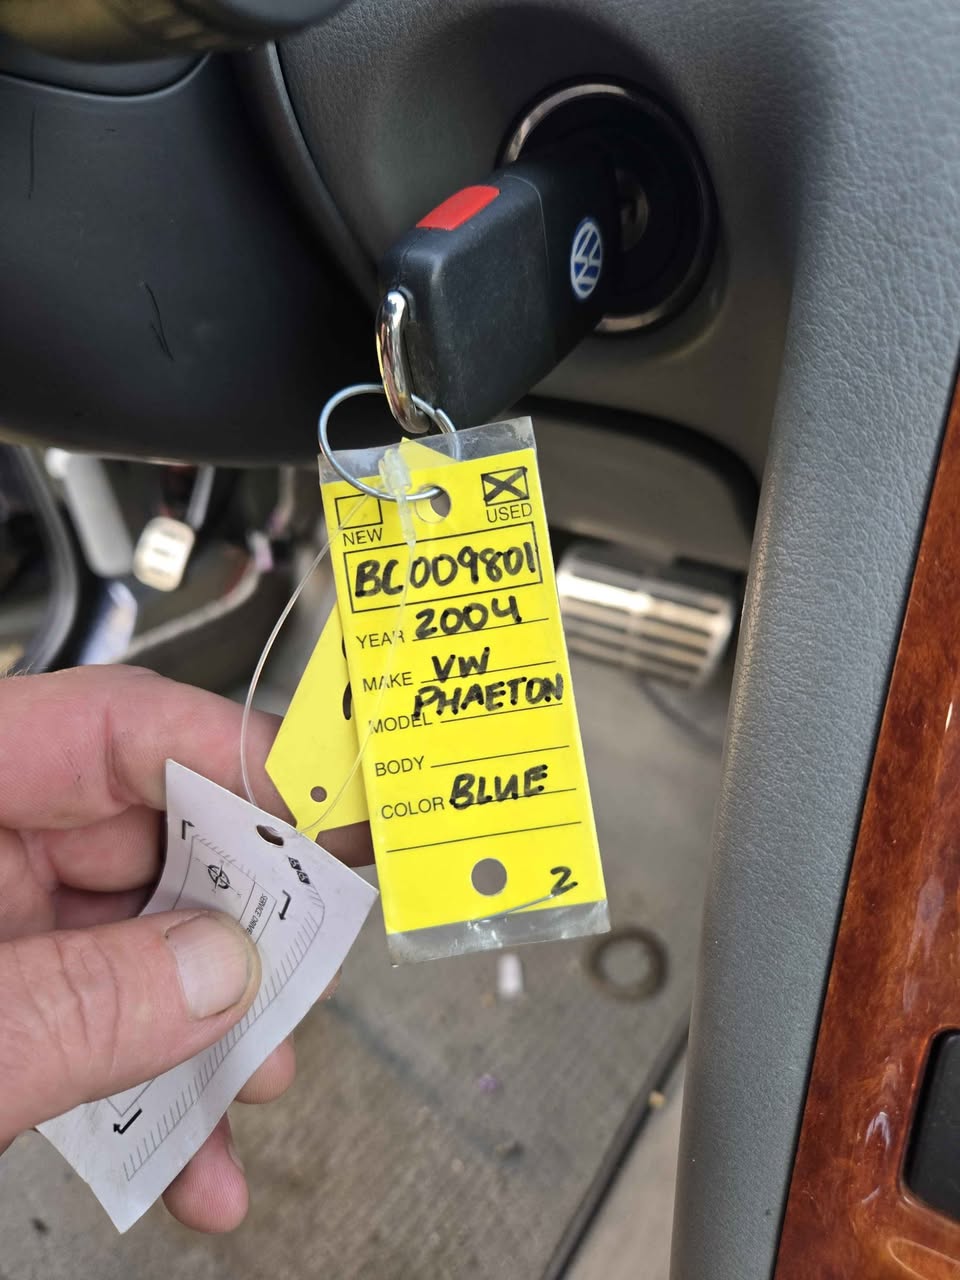 NEW
USED
BC009801
YEAR 2004
MAKE VW
MODEL PHAETON
BODY
COLOR BLUE
2